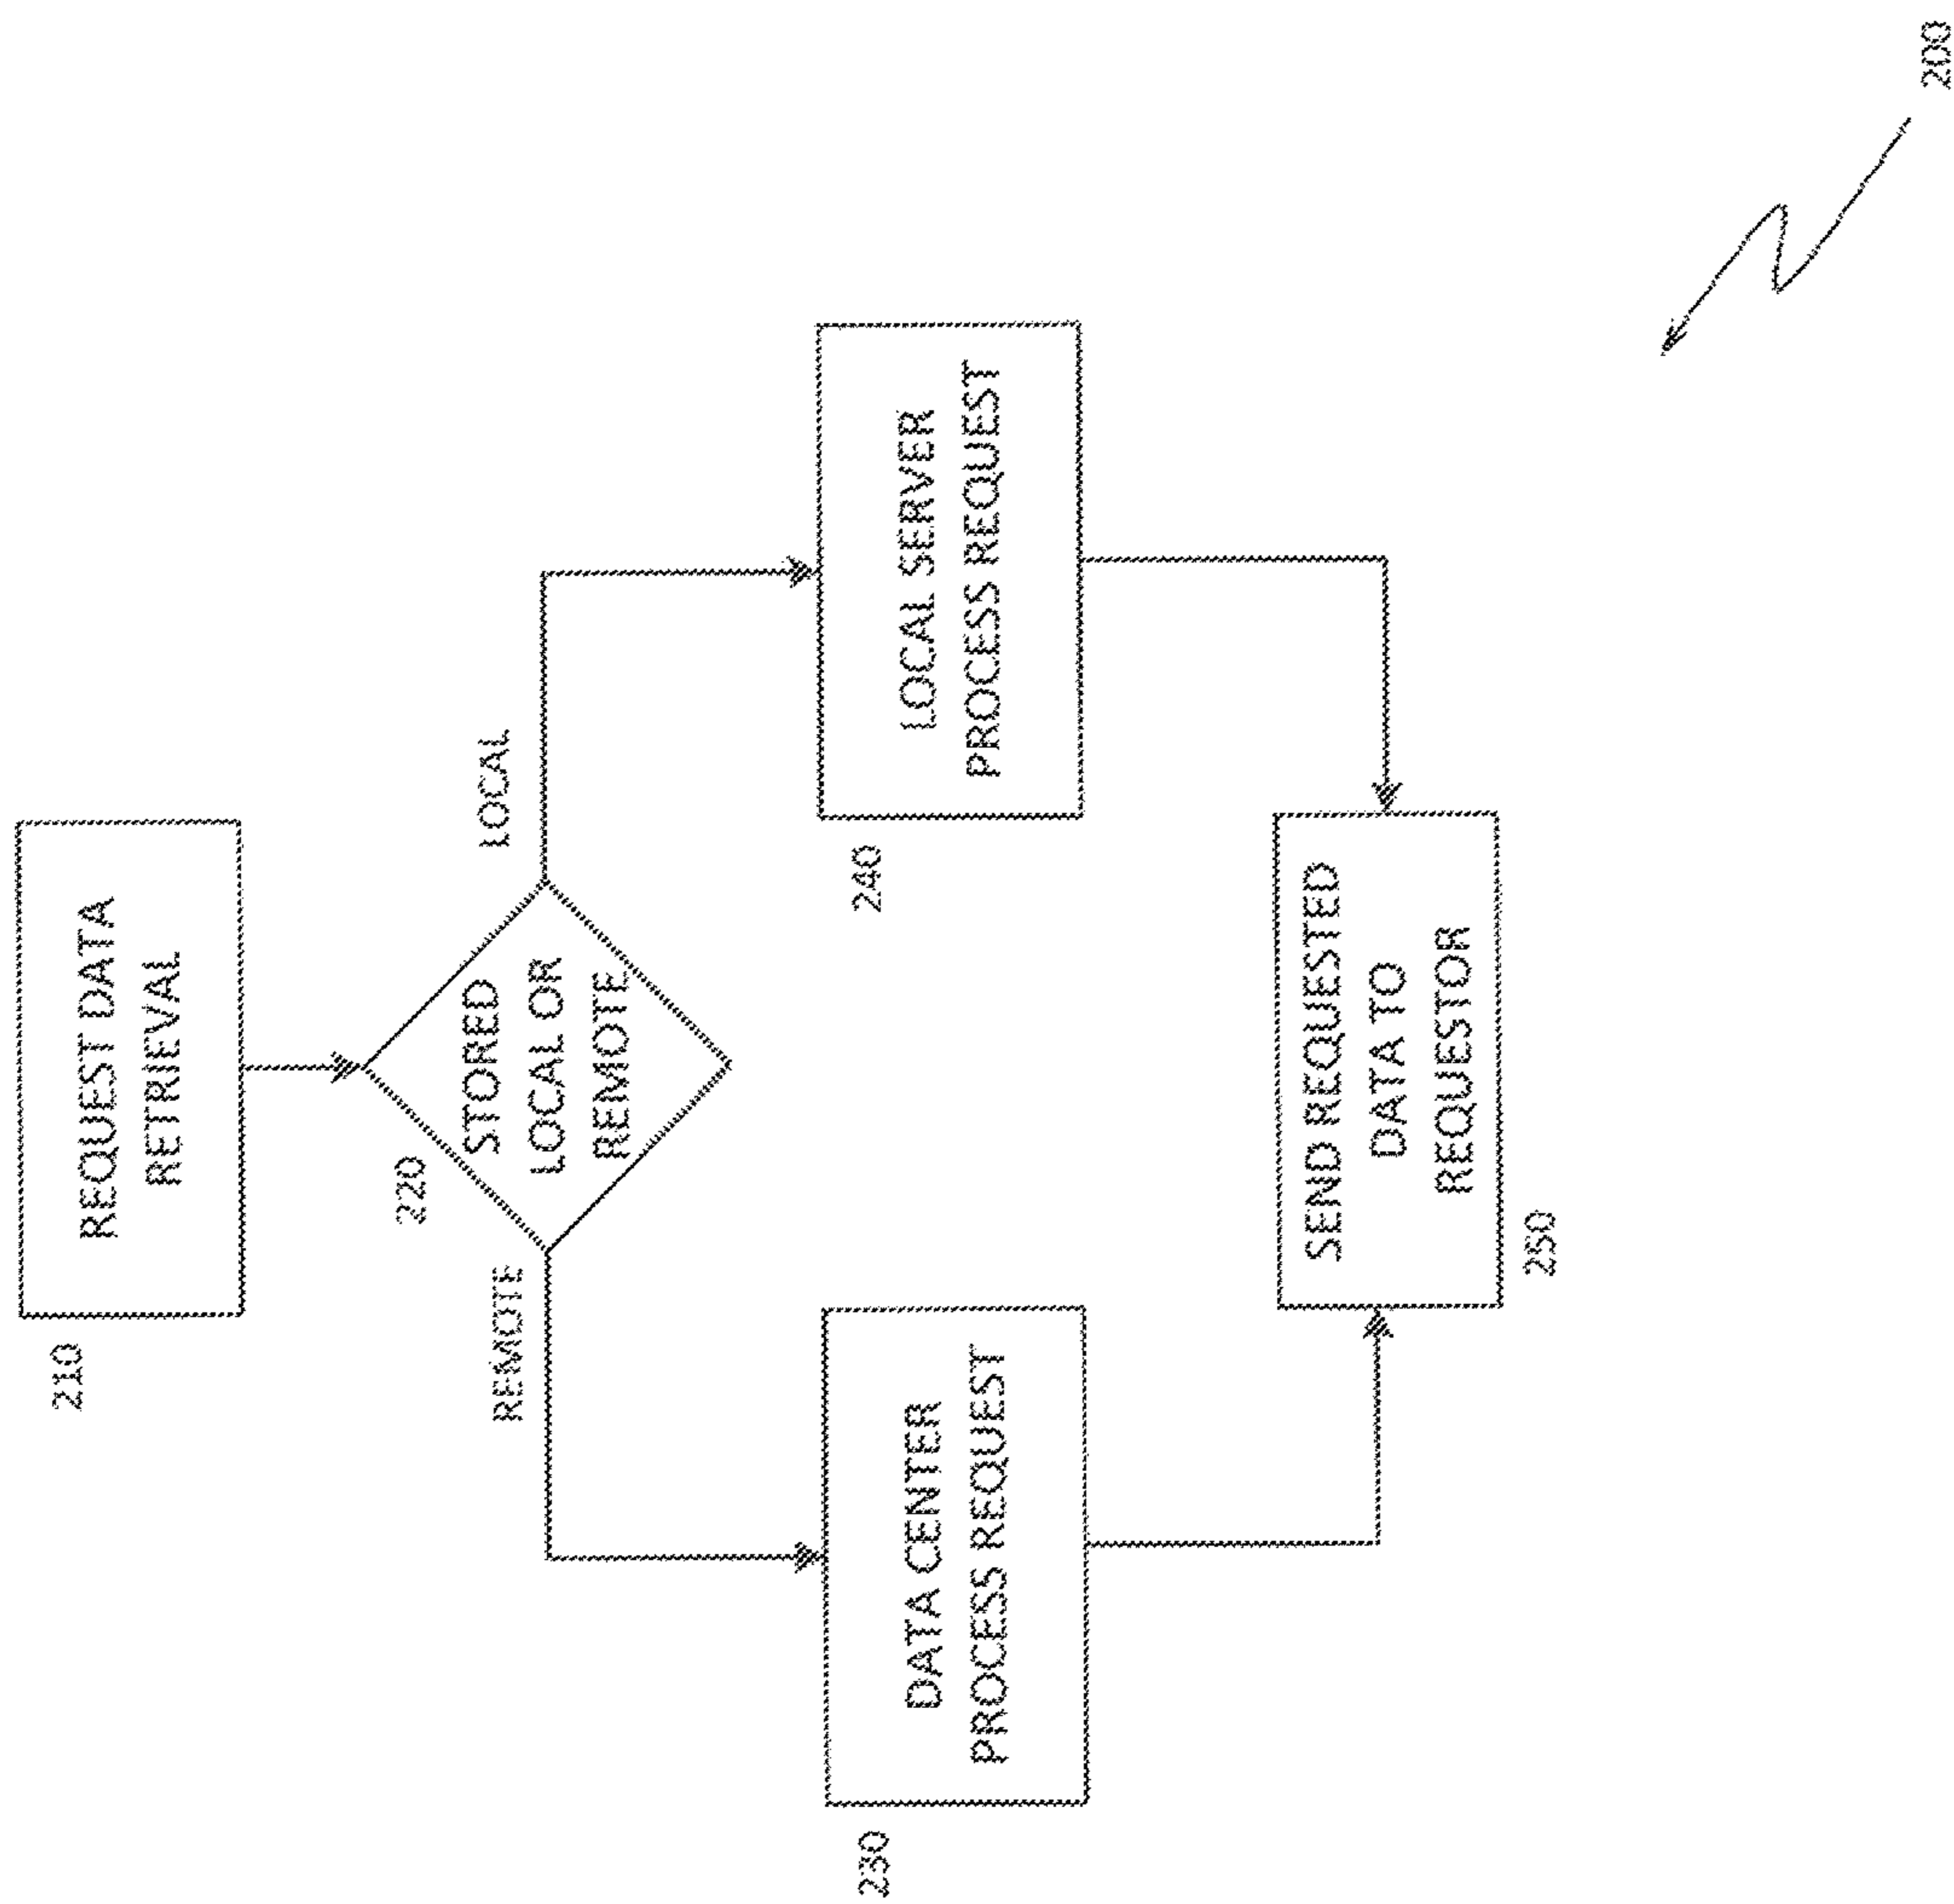 210
REQUEST DATA
RETRIEVAL
220
STORED
LOCAL OR
REMOTE
REMOTE
LOCAL
230
DATA CENTER
PROCESS REQUEST
240
LOCAL SERVER
PROCESS REQUEST
SEND REQUESTED
DATA TO
REQUESTOR
250
200